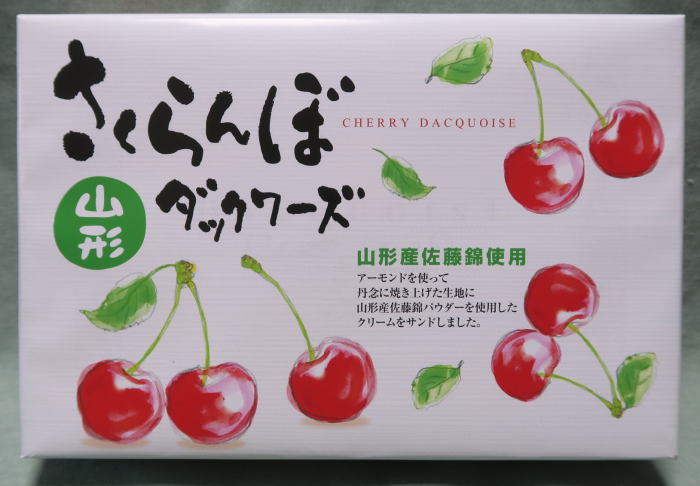 さくらんぼ
CHERRY DACQUOISE
山形
ダックワーズ
山形産佐藤錦使用
アーモンドを使って
丹念に焼き上げた生地に
山形産佐藤錦パウダーを使用した
クリームをサンドしました。